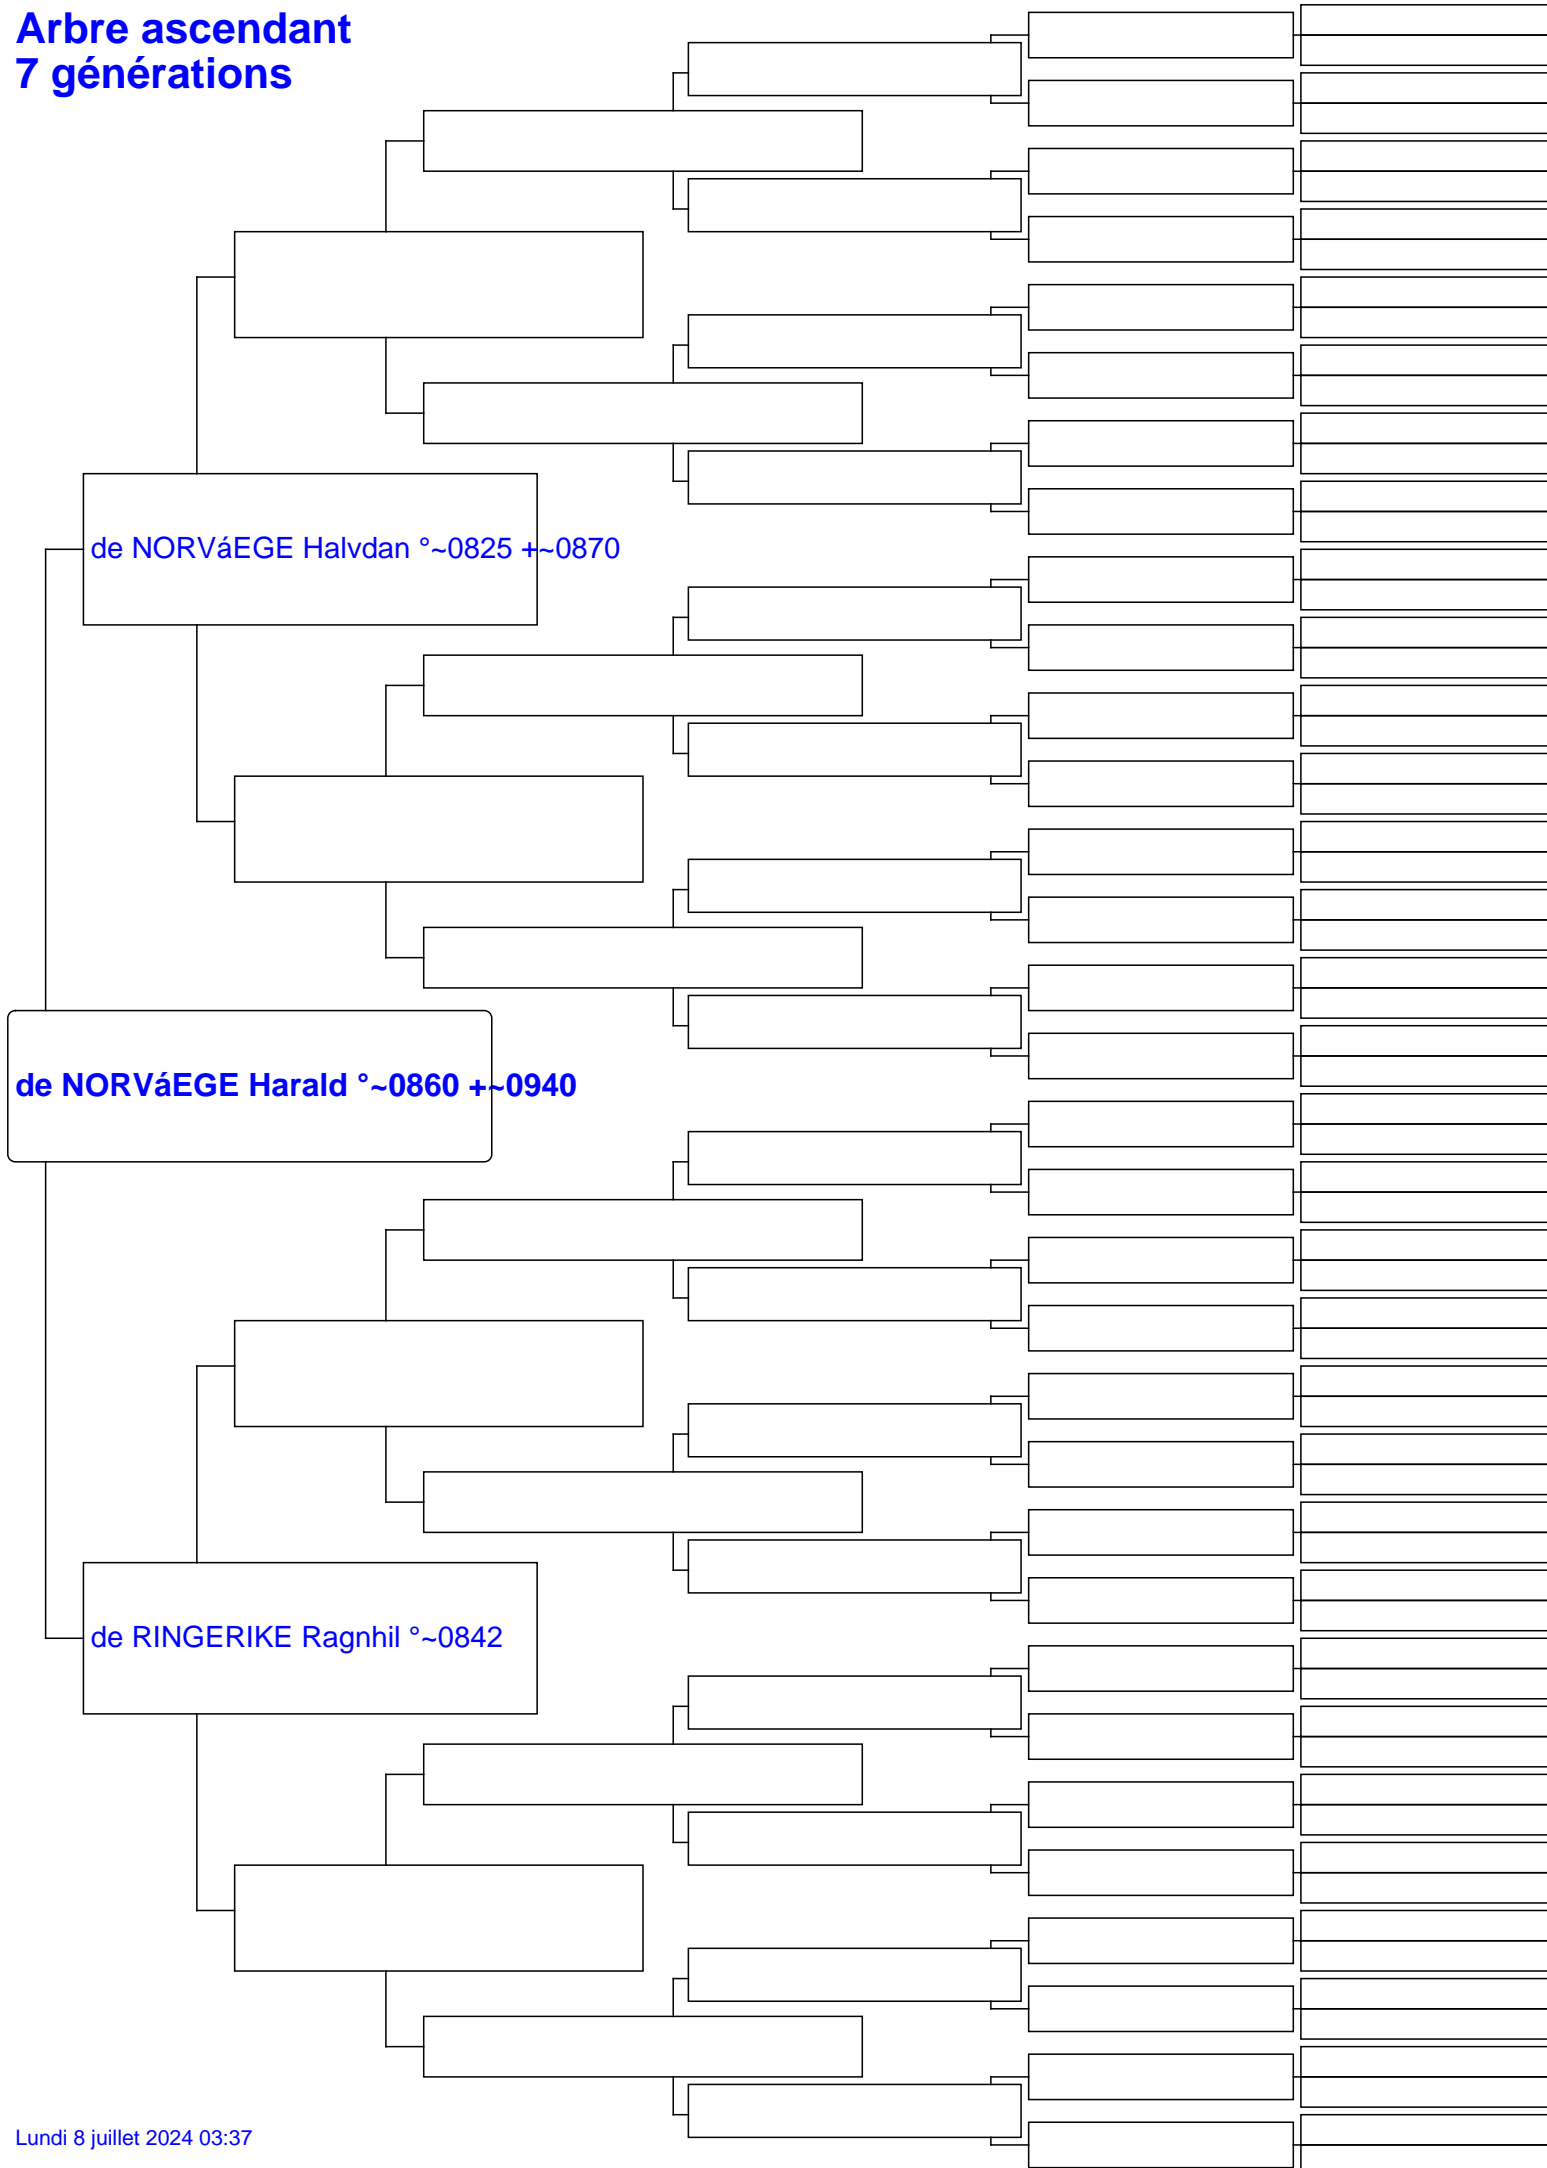 Arbre ascendant
7 générations
de NORVáEGE Halvdan °~0825 +~0870
de NORVáEGE Harald °~0860 +~0940
de RINGERIKE Ragnhil °~0842
Lundi 8 juillet 2024 03:37